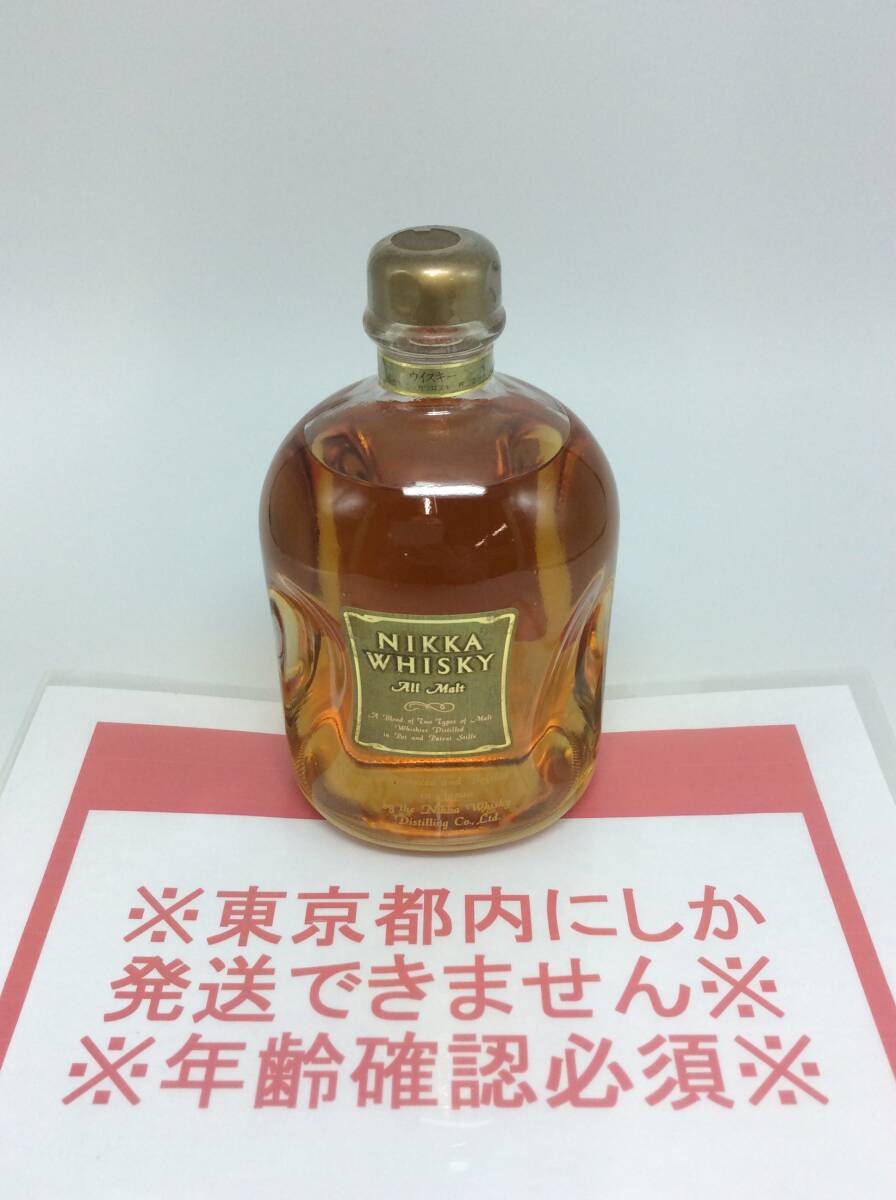 ウイスキー
NIKKA
WHISKY
All Malt
A Blend of Two Types of Malt
Whiskies Distilled
in Pot and Patent Stills
by the Nikka Whisky
Distilling Co., Ltd.
※東京都内にしか
発送できません※
※年齢確認必須※